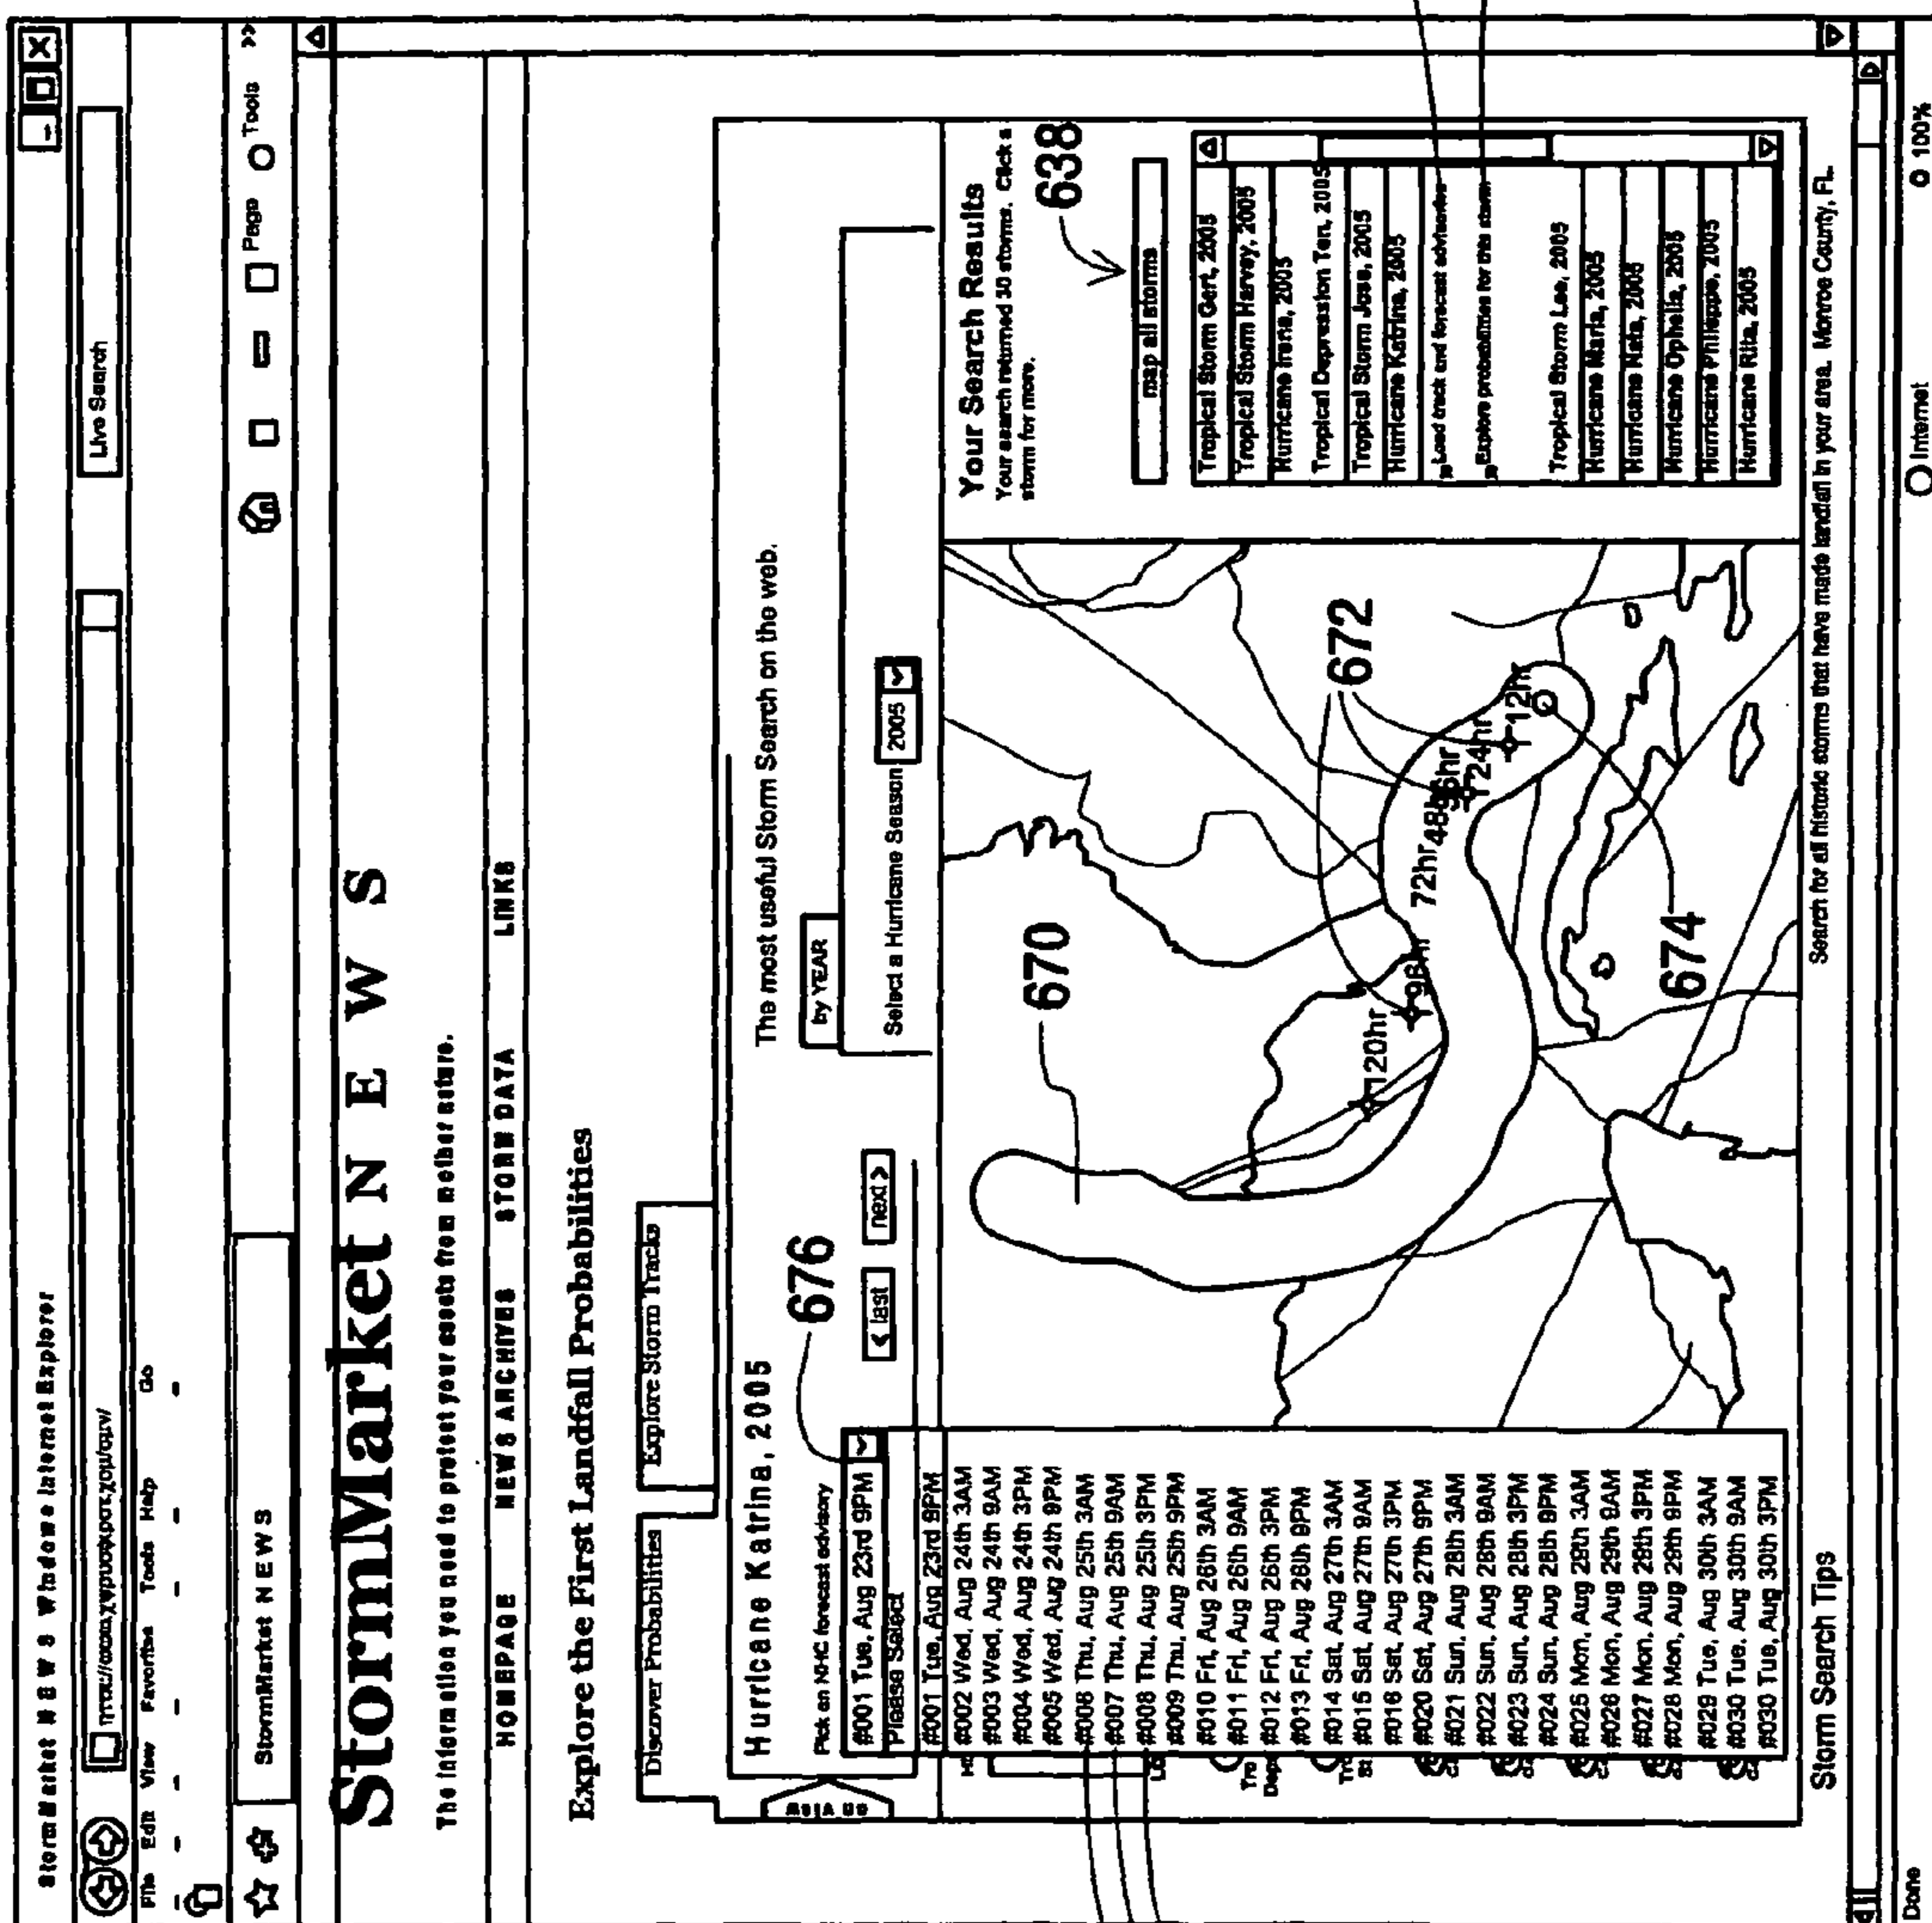 Storm Market N E W S Windows Internet Explorer
Live Search
File Edit View Favorites Tools Help Go
StormMarket N E W S
Page Tools »
StormMarket N E W S
The information you need to protect your assets from mother nature.
HOMEPAGE NEWS ARCHIVES STORM DATA LINKS
Explore the First Landfall Probabilities
Discover Probabilities
Explore Storm Tracks
Hurricane Katrina, 2005
676
Pick an NHC forecast advisory
#001 Tue, Aug 23rd 9PM
< last
next >
The most useful Storm Search on the web.
by YEAR
Select a Hurricane Season 2005
Please Select
#001 Tue, Aug 23rd 9PM
#002 Wed, Aug 24th 3AM
#003 Wed, Aug 24th 9AM
#004 Wed, Aug 24th 3PM
#005 Wed, Aug 24th 9PM
#006 Thu, Aug 25th 3AM
#007 Thu, Aug 25th 9AM
#008 Thu, Aug 25th 3PM
#009 Thu, Aug 25th 9PM
#010 Fri, Aug 26th 3AM
#011 Fri, Aug 26th 9AM
#012 Fri, Aug 26th 3PM
#013 Fri, Aug 26th 9PM
#014 Sat, Aug 27th 3AM
#015 Sat, Aug 27th 9AM
#016 Sat, Aug 27th 3PM
#020 Sat, Aug 27th 9PM
#021 Sun, Aug 28th 3AM
#022 Sun, Aug 28th 9AM
#023 Sun, Aug 28th 3PM
#024 Sun, Aug 28th 9PM
#025 Mon, Aug 29th 3AM
#026 Mon, Aug 29th 9AM
#027 Mon, Aug 29th 3PM
#028 Mon, Aug 29th 9PM
#029 Tue, Aug 30th 3AM
#030 Tue, Aug 30th 9AM
#030 Tue, Aug 30th 3PM
670
672
120hr
96hr
72hr
48hr
36hr
24hr
12hr
674
Your Search Results
Your search returned 30 storms. Click a
storm for more.
638
map all storms
Tropical Storm Gert, 2005
Tropical Storm Harvey, 2005
Hurricane Irene, 2005
Tropical Depression Ten, 2005
Tropical Storm Jose, 2005
Hurricane Katrina, 2005
Load track and forecast advisories
Explore probabilities for this storm
Tropical Storm Lee, 2005
Hurricane Maria, 2005
Hurricane Nate, 2005
Hurricane Ophelia, 2005
Hurricane Philippe, 2005
Hurricane Rita, 2005
Storm Search Tips
Search for all historic storms that have made landfall in your area. Monroe County, FL.
Done
Internet
100%